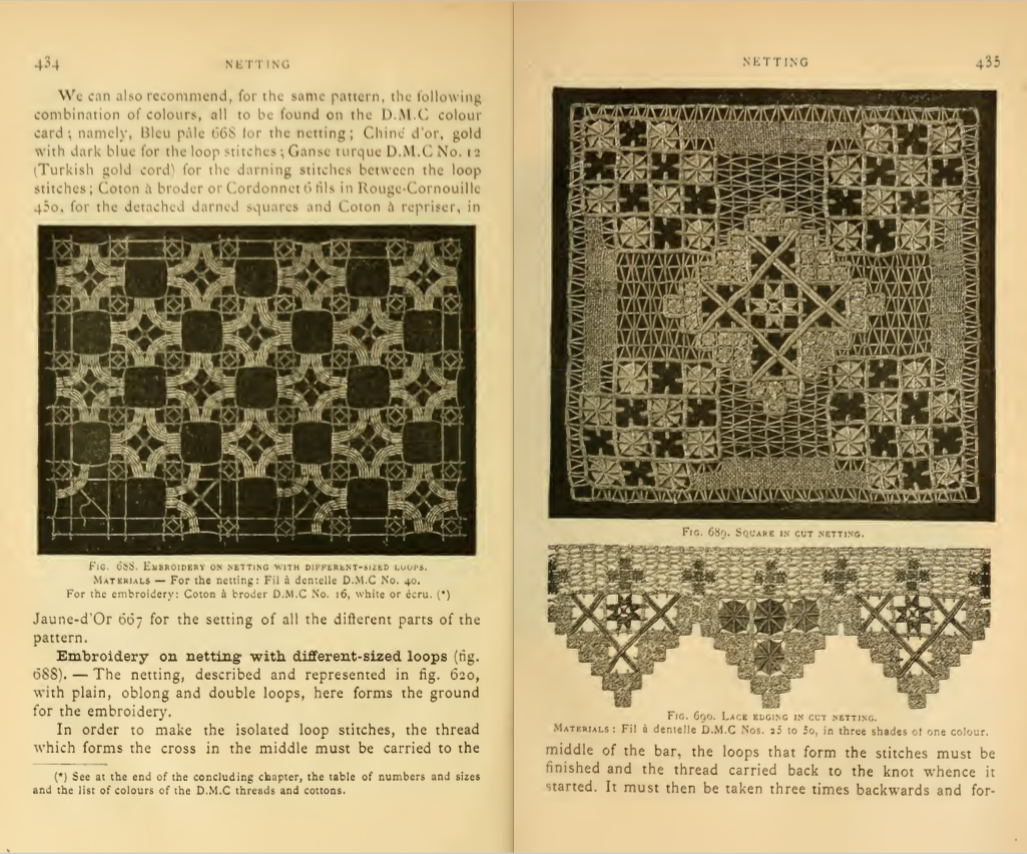 434
NETTING
We can also recommend, for the same pattern, the following
combination of colours, all to be found on the D.M.C colour
card; namely, Bleu pâle 668 for the netting; Chiné d'or, gold
with dark blue for the loop stitches; Ganse turque D.M.C No. 12
(Turkish gold cord) for the darning stitches between the loop
stitches; Coton à broder or Cordonnet 6 fils in Rouge-Cornouille
450, for the detached darned squares and Coton à repriser, in
Fig. 688. Embroidery on netting with different-sized loops.
Materials — For the netting: Fil à dentelle D.M.C No. 40.
For the embroidery: Coton à broder D.M.C No. 16, white or écru. (*)
Jaune-d'Or 667 for the setting of all the different parts of the
pattern.
Embroidery on netting with different-sized loops (fig.
688). — The netting, described and represented in fig. 620,
with plain, oblong and double loops, here forms the ground
for the embroidery.
In order to make the isolated loop stitches, the thread
which forms the cross in the middle must be carried to the
(*) See at the end of the concluding chapter, the table of numbers and sizes
and the list of colours of the D.M.C threads and cottons.
NETTING
435
Fig. 689. Square in cut netting.
Fig. 690. Lace edging in cut netting.
Materials: Fil à dentelle D.M.C Nos. 25 to 50, in three shades of one colour.
middle of the bar, the loops that form the stitches must be
finished and the thread carried back to the knot whence it
started. It must then be taken three times backwards and for-